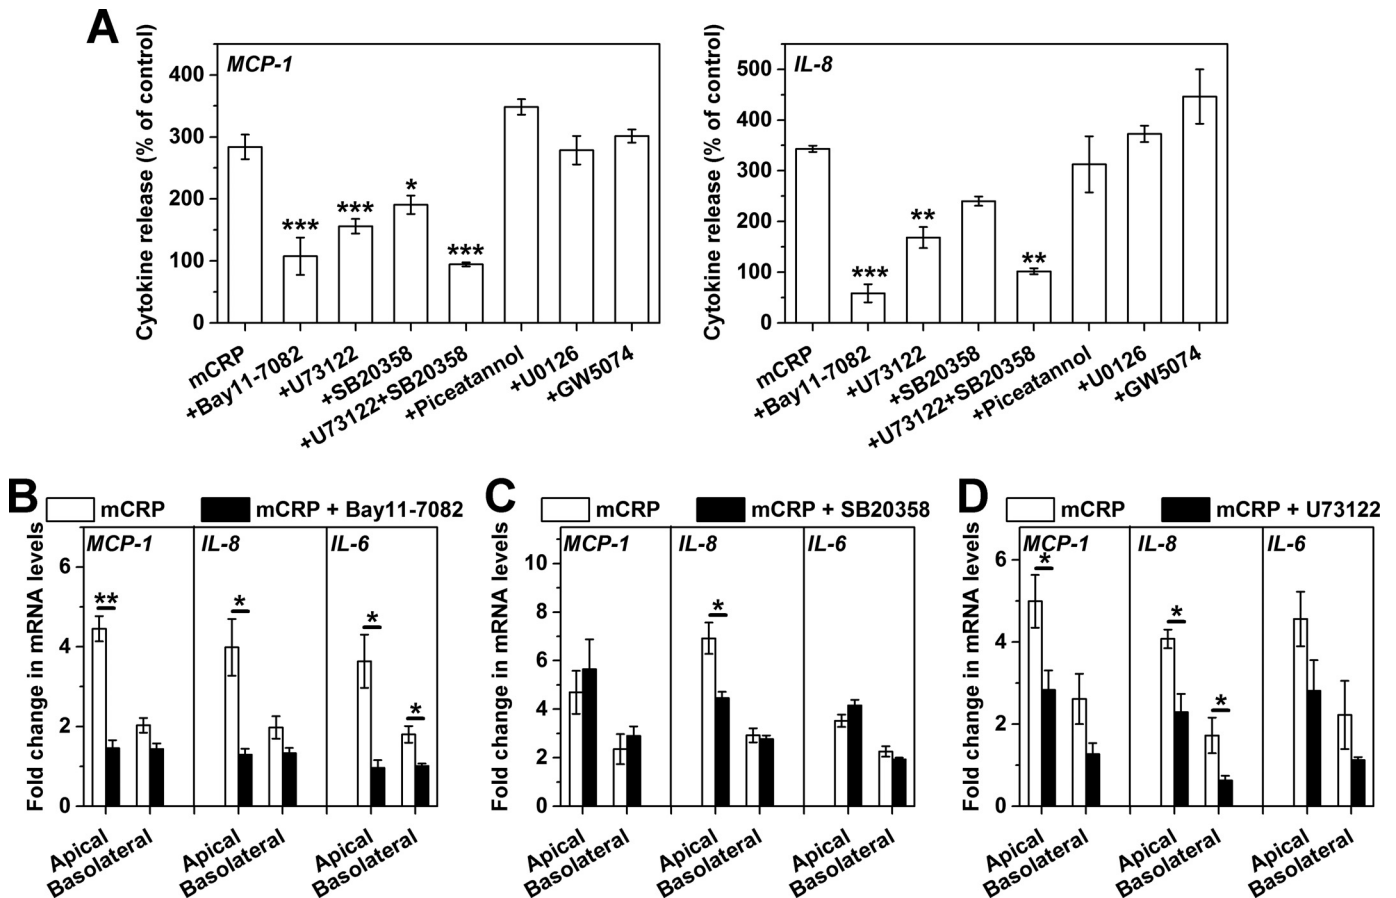 A
MCP-1
Cytokine release (% of control)
400
300
200
100
0
***
***
*
***
mCRP
+Bay11-7082
+U73122
+SB20358
+U73122+SB20358
+Piceatannol
+U0126
+GW5074
IL-8
Cytokine release (% of control)
500
400
300
200
100
0
***
**
**
mCRP
+Bay11-7082
+U73122
+SB20358
+U73122+SB20358
+Piceatannol
+U0126
+GW5074
B
mCRP
mCRP + Bay11-7082
Fold change in mRNA levels
MCP-1
IL-8
IL-6
6
4
2
0
**
*
*
*
Apical
Basolateral
Apical
Basolateral
Apical
Basolateral
C
mCRP
mCRP + SB20358
Fold change in mRNA levels
MCP-1
IL-8
IL-6
10
8
6
4
2
0
*
Apical
Basolateral
Apical
Basolateral
Apical
Basolateral
D
mCRP
mCRP + U73122
Fold change in mRNA levels
MCP-1
IL-8
IL-6
6
4
2
0
*
*
*
Apical
Basolateral
Apical
Basolateral
Apical
Basolateral